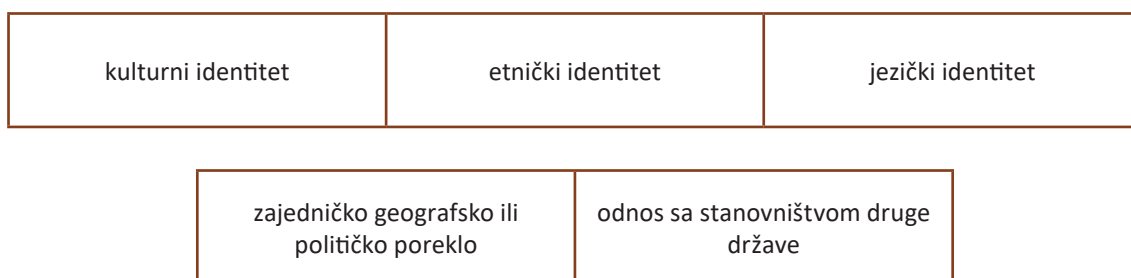 kulturni identitet
etnički identitet
jezički identitet
zajedničko geografsko ili
političko poreklo
odnos sa stanovništvom druge
države